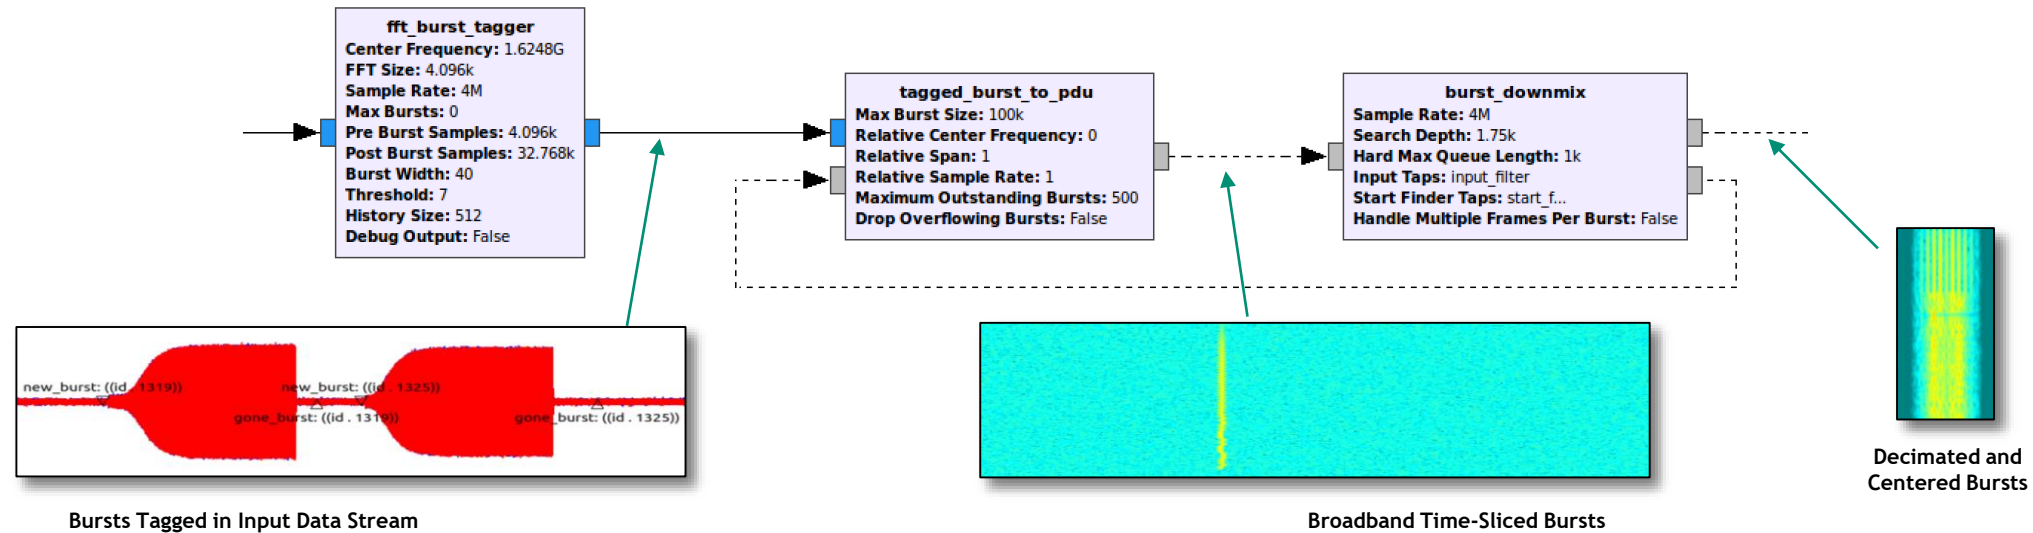 fft_burst_tagger
Center Frequency: 1.6248G
FFT Size: 4.096k
Sample Rate: 4M
Max Bursts: 0
Pre Burst Samples: 4.096k
Post Burst Samples: 32.768k
Burst Width: 40
Threshold: 7
History Size: 512
Debug Output: False
tagged_burst_to_pdu
Max Burst Size: 100k
Relative Center Frequency: 0
Relative Span: 1
Relative Sample Rate: 1
Maximum Outstanding Bursts: 500
Drop Overflowing Bursts: False
burst_downmix
Sample Rate: 4M
Search Depth: 1.75k
Hard Max Queue Length: 1k
Input Taps: input_filter
Start Finder Taps: start_f...
Handle Multiple Frames Per Burst: False
new_burst: ((id . 1319))
new_burst: ((id . 1325))
gone_burst: ((id . 1319))
gone_burst: ((id . 1325))
Bursts Tagged in Input Data Stream
Broadband Time-Sliced Bursts
Decimated and
Centered Bursts